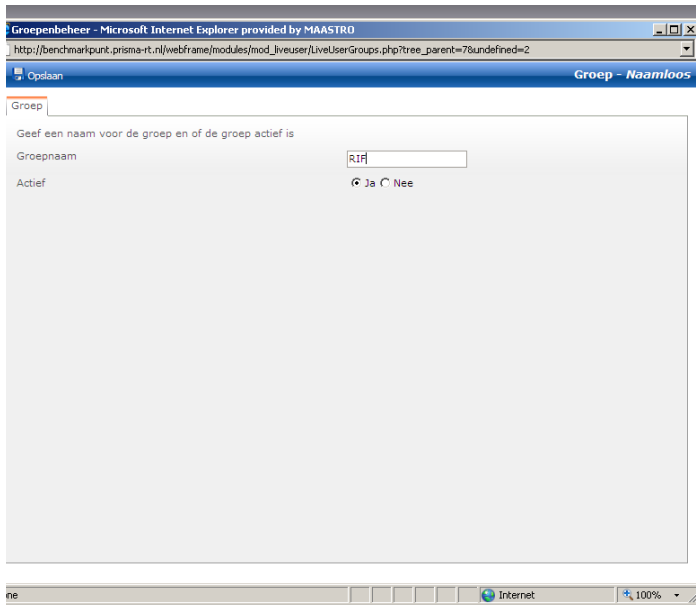 Groepenbeheer - Microsoft Internet Explorer provided by MAASTRO
http://benchmarkpunt.prisma-rt.nl/webframe/modules/mod_liveuser/LiveUserGroups.php?tree_parent=7&undefined=2
Opslaan Groep - Naamloos
Groep
Geef een naam voor de groep en of de groep actief is
Groepnaam RIF
Actief Ja Nee
one Internet 100%